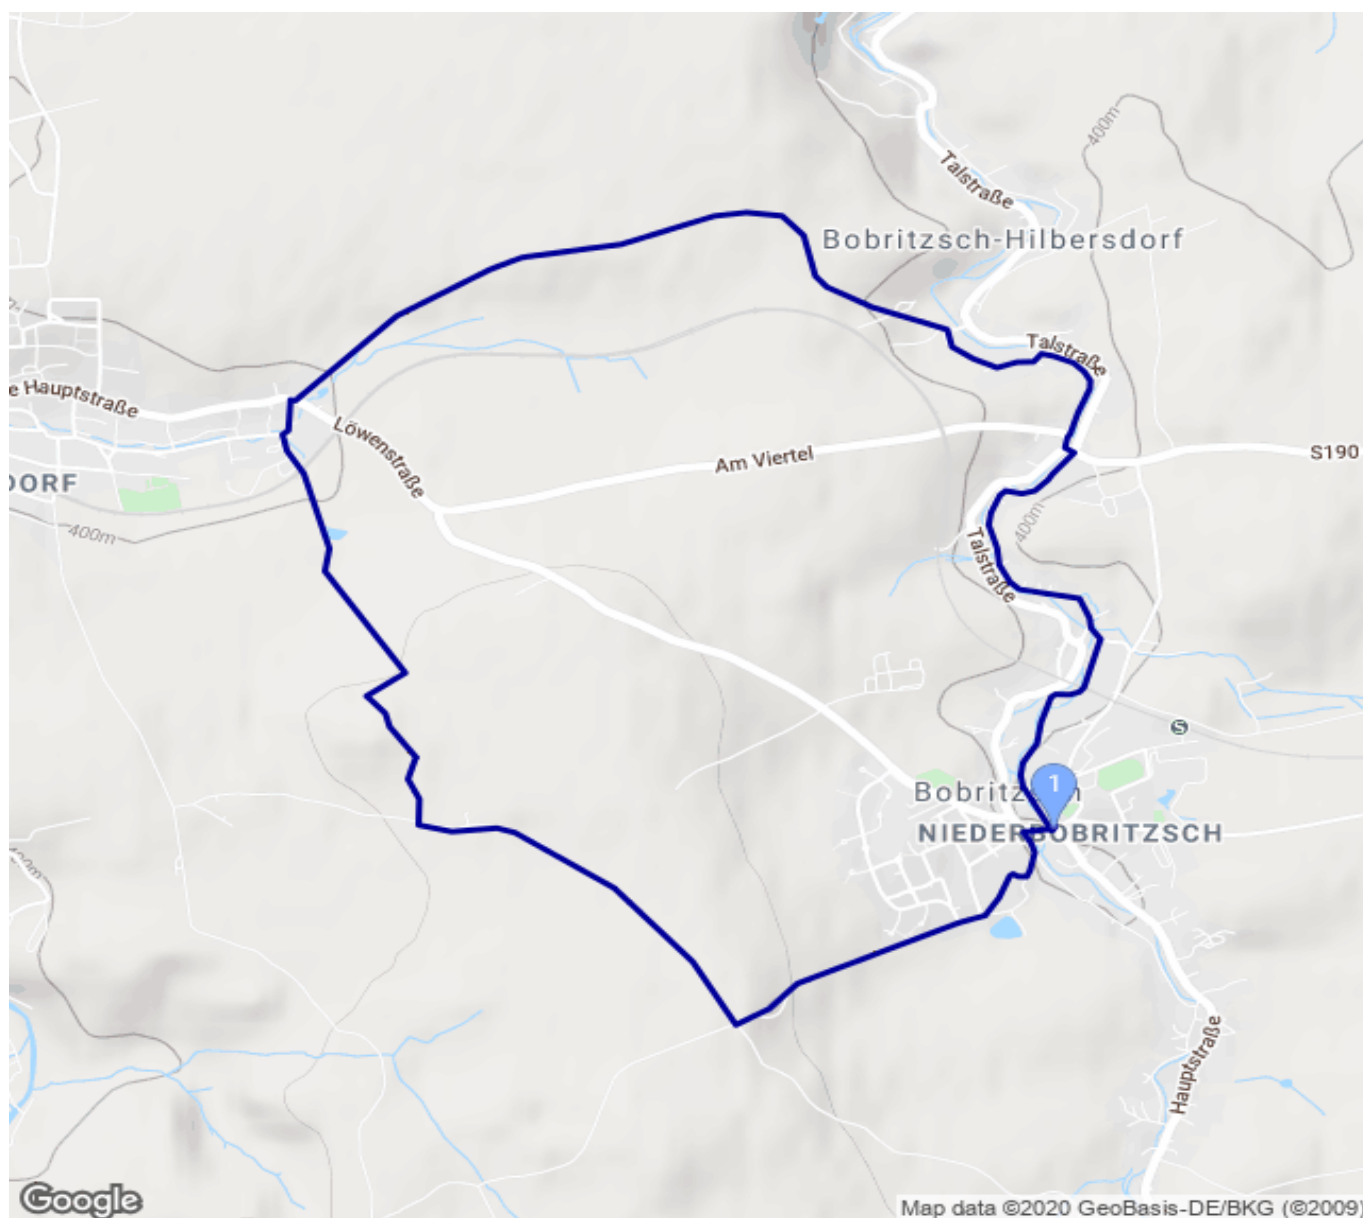 400m
Talstraße
Bobritzsch-Hilbersdorf
Talstraße
e Hauptstraße
Löwenstraße
Am Viertel
S190
DORF
400m
400m
Talstraße
S
1
Bobritzsch
NIEDERBOBRITZSCH
400m
Hauptstraße
Google
Map data ©2020 GeoBasis-DE/BKG (©2009)